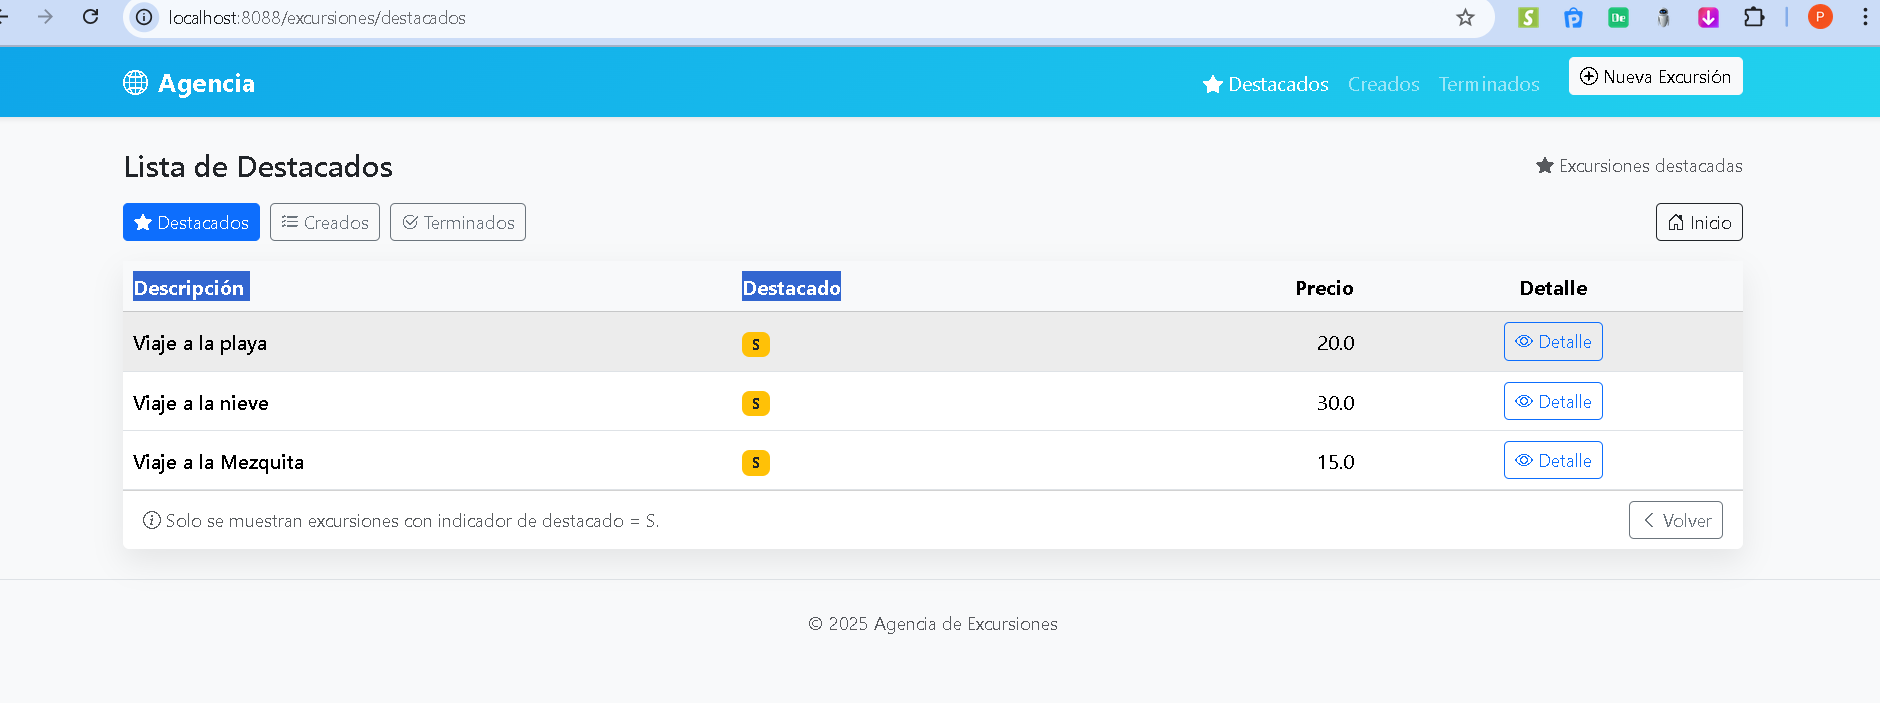 localhost:8088/excursiones/destacados
S
P
De
P
Agencia
Destacados Creados Terminados Nueva Excursión
Lista de Destacados
Excursiones destacadas
Destacados Creados Terminados Inicio
Descripción Destacado Precio Detalle
Viaje a la playa S 20.0 Detalle
Viaje a la nieve S 30.0 Detalle
Viaje a la Mezquita S 15.0 Detalle
Solo se muestran excursiones con indicador de destacado = S. Volver
© 2025 Agencia de Excursiones